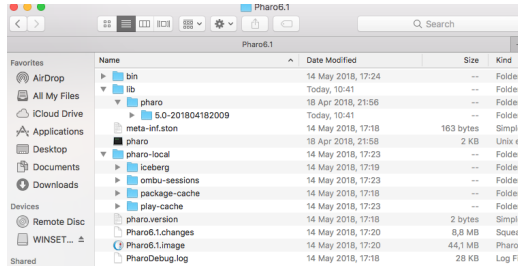 Pharo6.1
Search
Pharo6.1
Favorites
AirDrop
All My Files
iCloud Drive
Applications
Desktop
Documents
Downloads
Devices
Remote Disc
WINSET...
Shared
Name Date Modified Size Kind
bin 14 May 2018, 17:24 -- Folde
lib Today, 10:41 -- Folde
pharo 18 Apr 2018, 21:56 -- Folde
5.0-201804182009 Today, 10:41 -- Folde
meta-inf.ston 14 May 2018, 17:18 163 bytes Simpl
pharo 18 Apr 2018, 21:58 2 KB Unix e
pharo-local 14 May 2018, 17:23 -- Folde
iceberg 14 May 2018, 17:19 -- Folde
ombu-sessions 14 May 2018, 17:23 -- Folde
package-cache 14 May 2018, 17:18 -- Folde
play-cache 14 May 2018, 17:23 -- Folde
pharo.version 14 May 2018, 17:18 2 bytes Simpl
Pharo6.1.changes 14 May 2018, 17:20 8,8 MB Squea
Pharo6.1.image 14 May 2018, 17:20 44,1 MB Pharo
PharoDebug.log 14 May 2018, 17:18 28 KB Log Fi